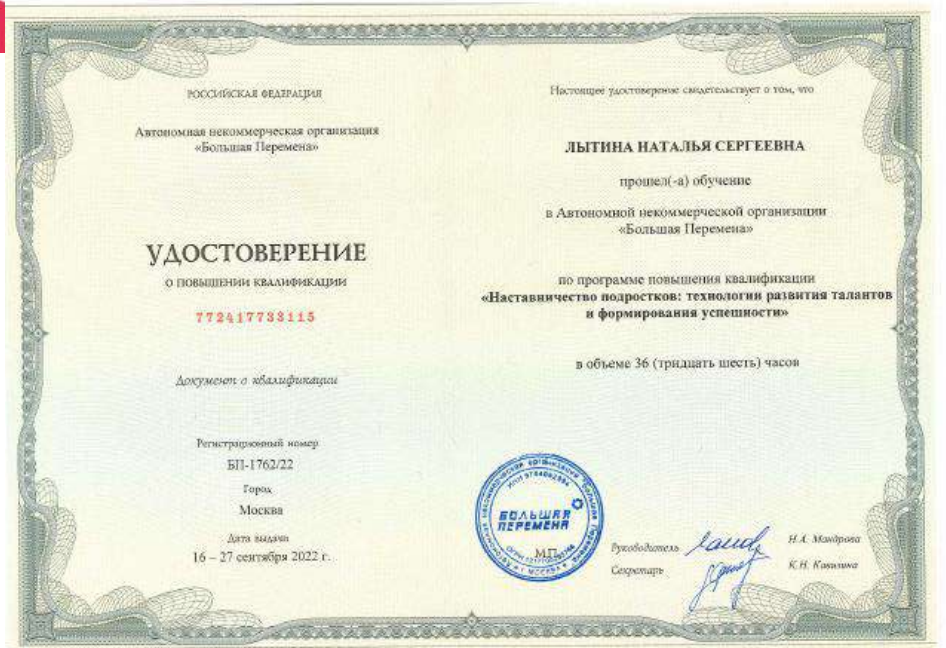 РОССИЙСКАЯ ФЕДЕРАЦИЯ
Автономная некоммерческая организация
«Большая Перемена»
УДОСТОВЕРЕНИЕ
О ПОВЫШЕНИИ КВАЛИФИКАЦИИ
772417733115
Документ о квалификации
Регистрационный номер
БП-1762/22
Город
Москва
Дата выдачи
16 – 27 сентября 2022 г.
Настоящее удостоверение свидетельствует о том, что
ЛЫТИНА НАТАЛЬЯ СЕРГЕЕВНА
прошел(-а) обучение
в Автономной некоммерческой организации
«Большая Перемена»
по программе повышения квалификации
«Наставничество подростков: технологии развития талантов
и формирования успешности»
в объеме 36 (тридцать шесть) часов
БОЛЬШАЯ
ПЕРЕМЕНА
М.П.
Руководитель
Н.А. Мандрова
Секретарь
К.Н.